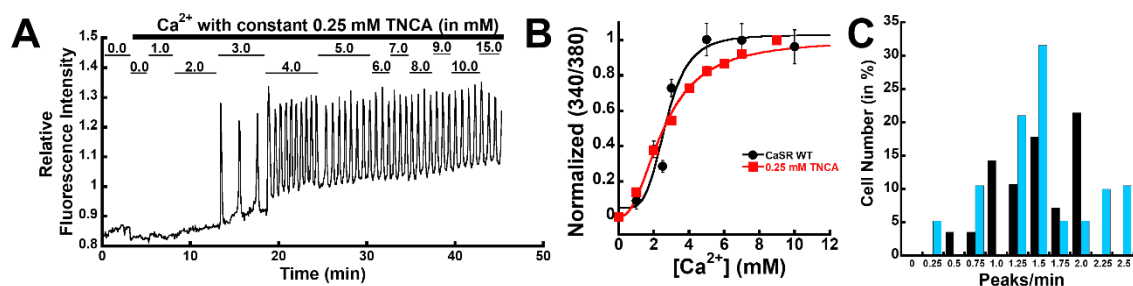 A
Ca²⁺ with constant 0.25 mM TNCA (in mM)
0.0 1.0 3.0 5.0 7.0 9.0 15.0
0.0 2.0 4.0 6.0 8.0 10.0
Relative
Fluorescence Intensity
1.5
1.4
1.3
1.2
1.1
1
0.9
0.8
0 10 20 30 40 50
Time (min)
B
Normalized (340/380)
1
0.8
0.6
0.4
0.2
0
CaSR WT
0.25 mM TNCA
0 2 4 6 8 10 12
[Ca²⁺] (mM)
C
Cell Number (in %)
35
30
25
20
15
10
5
0
0 0.25 0.5 0.75 1.0 1.25 1.5 1.75 2.0 2.25 2.5
Peaks/min